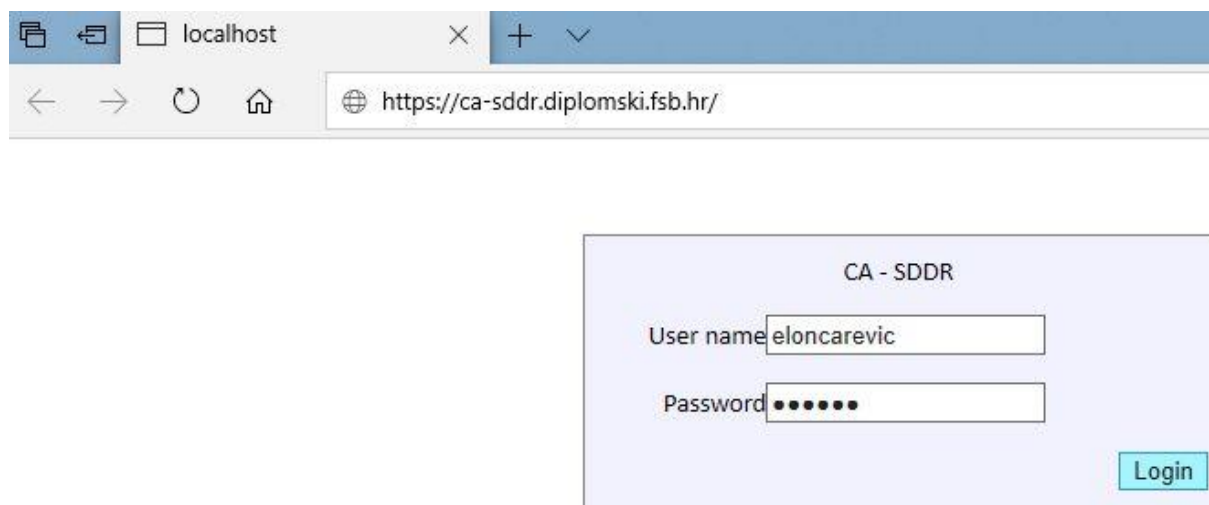 localhost
https://ca-sddr.diplomski.fsb.hr/
CA - SDDR
User name eloncarevic
Password ●●●●●●
Login